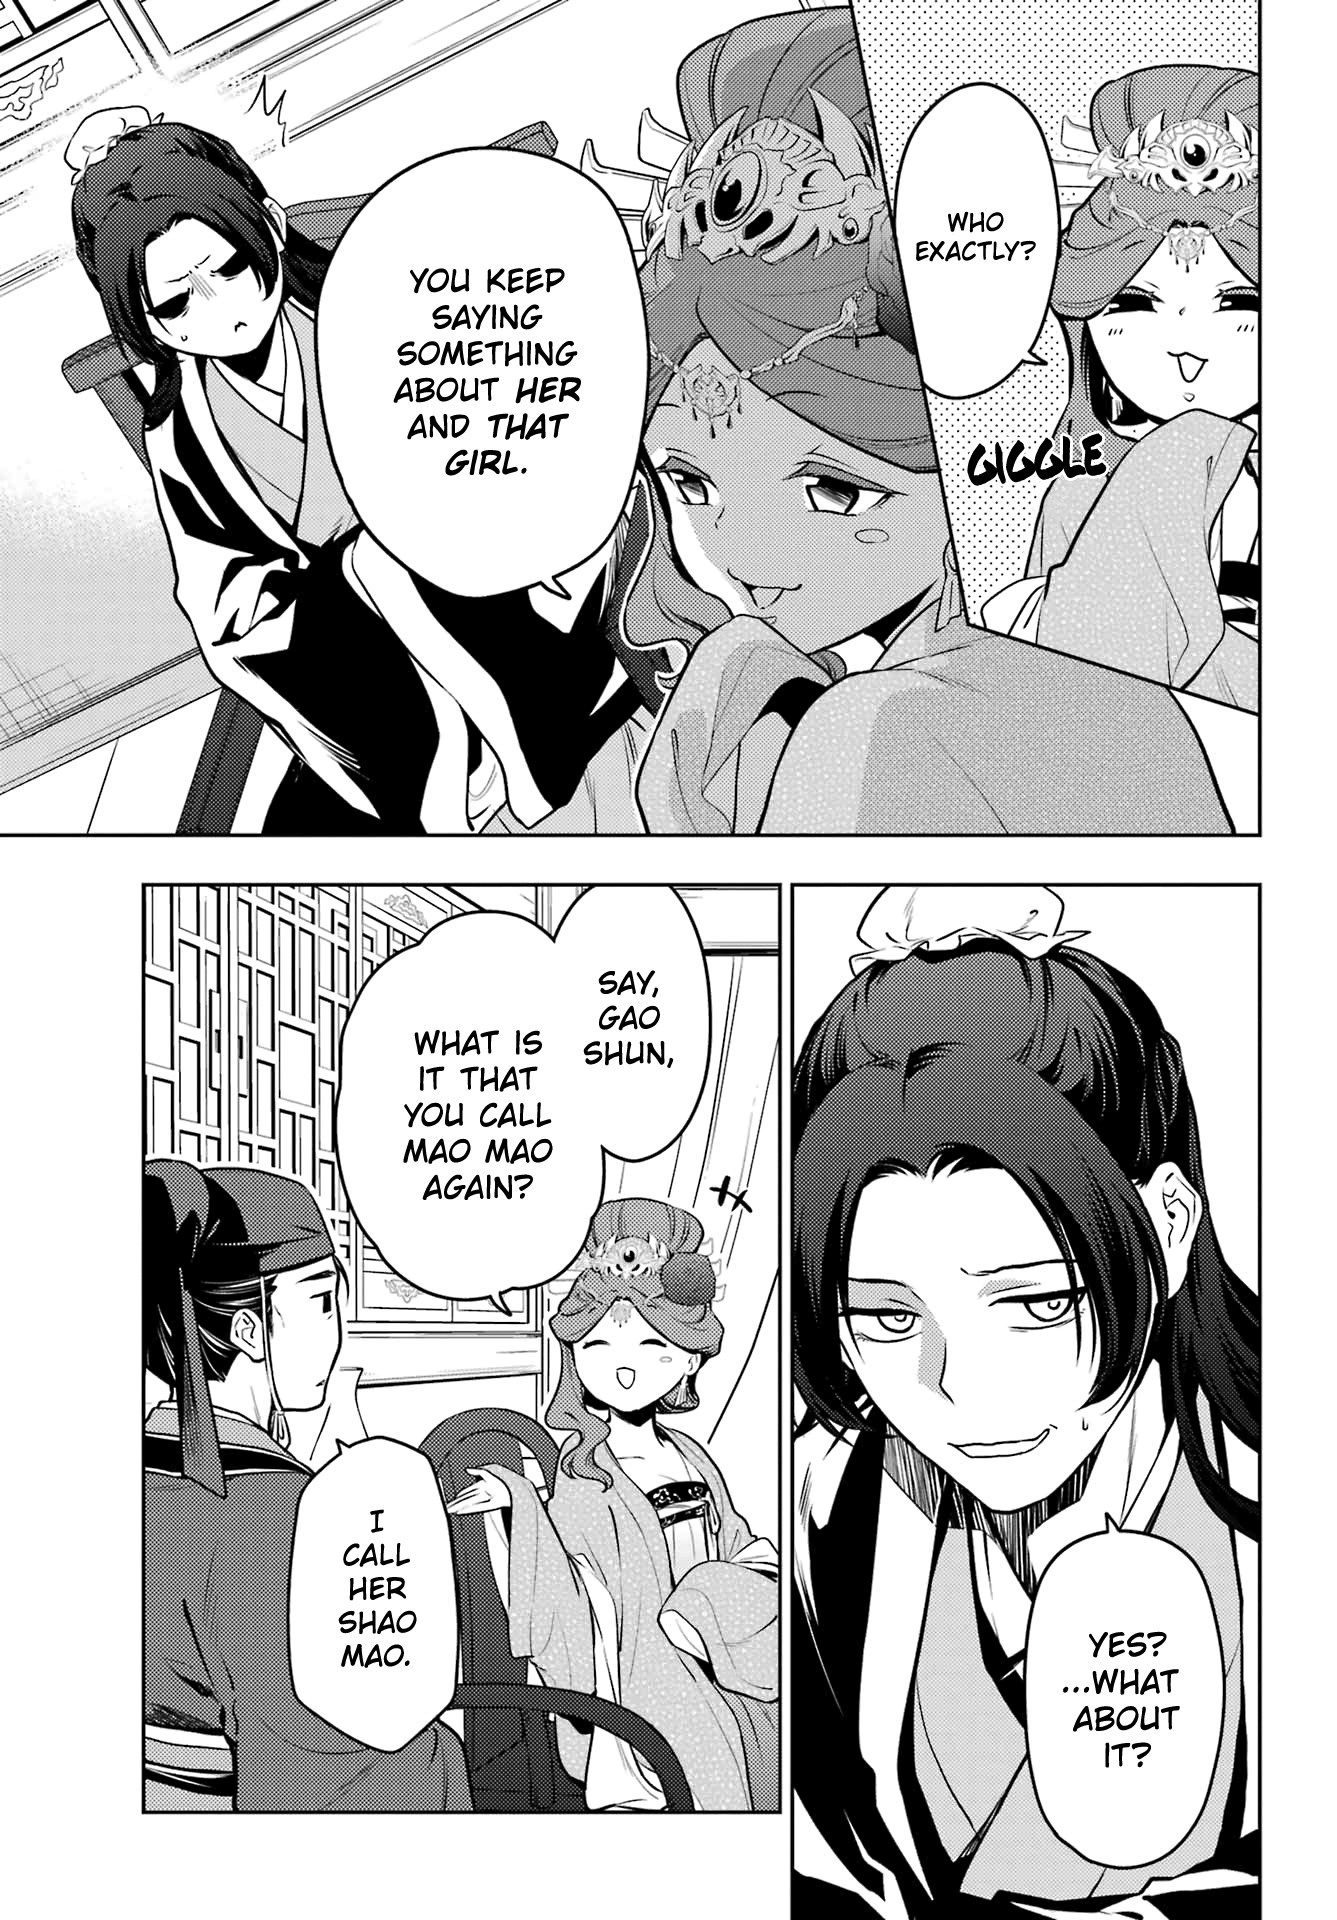 WHO
EXACTLY?
GIGGLE
YOU KEEP
SAYING
SOMETHING
ABOUT HER
AND THAT
GIRL.
YES?
...WHAT
ABOUT
IT?
SAY,
GAO
SHUN,
WHAT IS
IT THAT
YOU CALL
MAO MAO
AGAIN?
I
CALL
HER
SHAO
MAO.